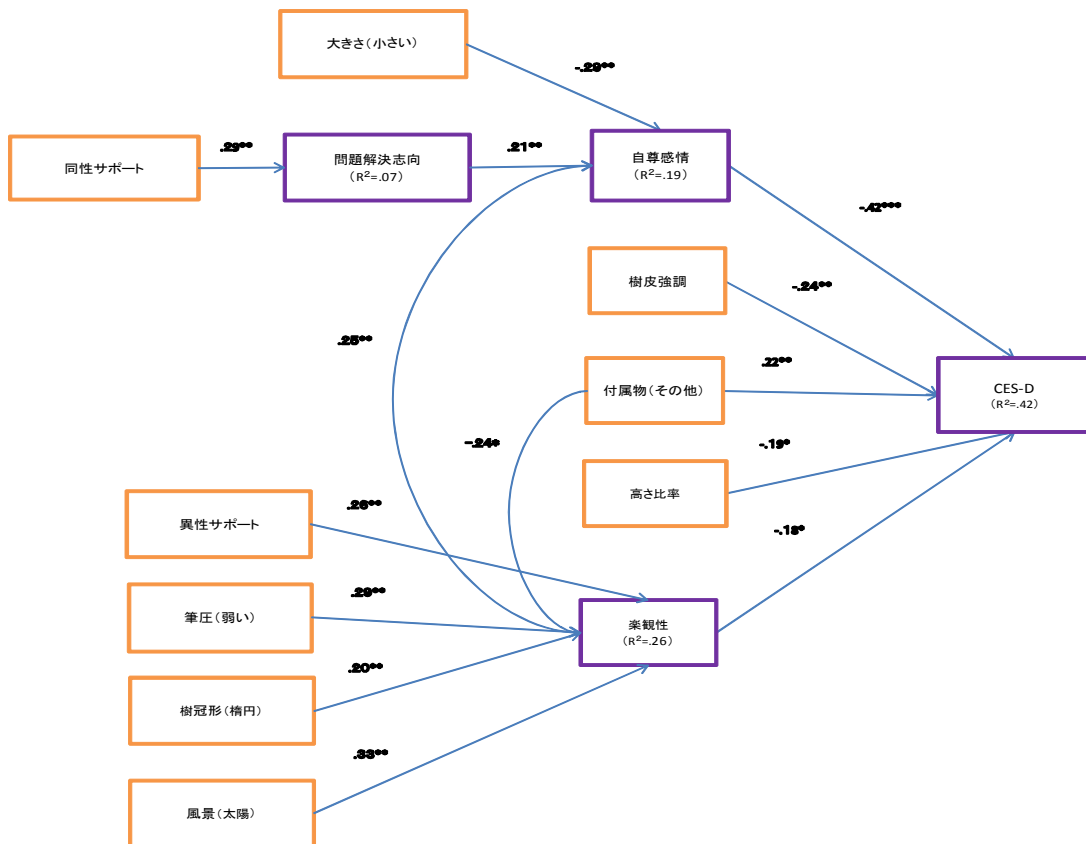 大きさ(小さい)
-.29**
同性サポート
.29**
問題解決志向
(R²=.07)
.21**
自尊感情
(R²=.19)
-.42***
樹皮強調
-.24**
.25**
付属物(その他)
.22**
CES-D
(R²=.42)
-.24*
高さ比率
-.19*
異性サポート
.26**
-.18*
筆圧(弱い)
.29**
楽観性
(R²=.26)
.20**
樹冠形(楕円)
.33**
風景(太陽)